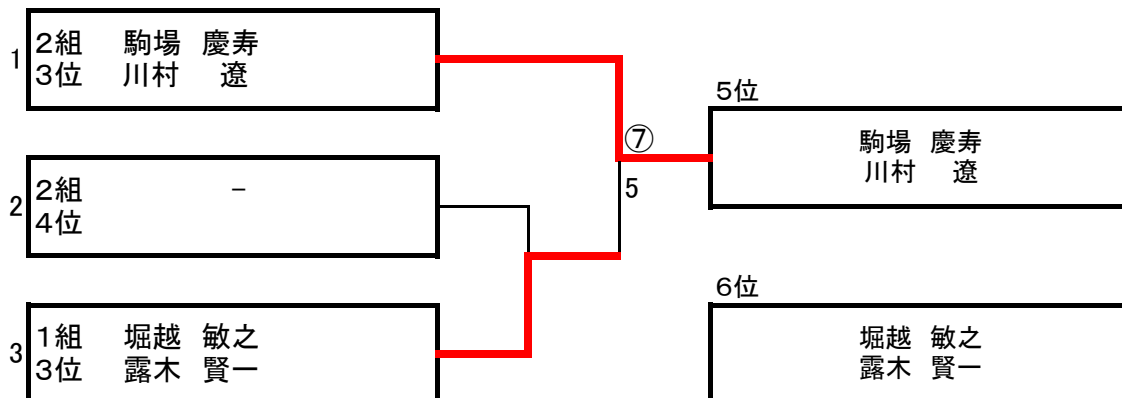 1
2組 駒場 慶寿
3位 川村 遼
2
2組 -
4位
3
1組 堀越 敏之
3位 露木 賢一
⑦
5
5位
駒場 慶寿
川村 遼
6位
堀越 敏之
露木 賢一